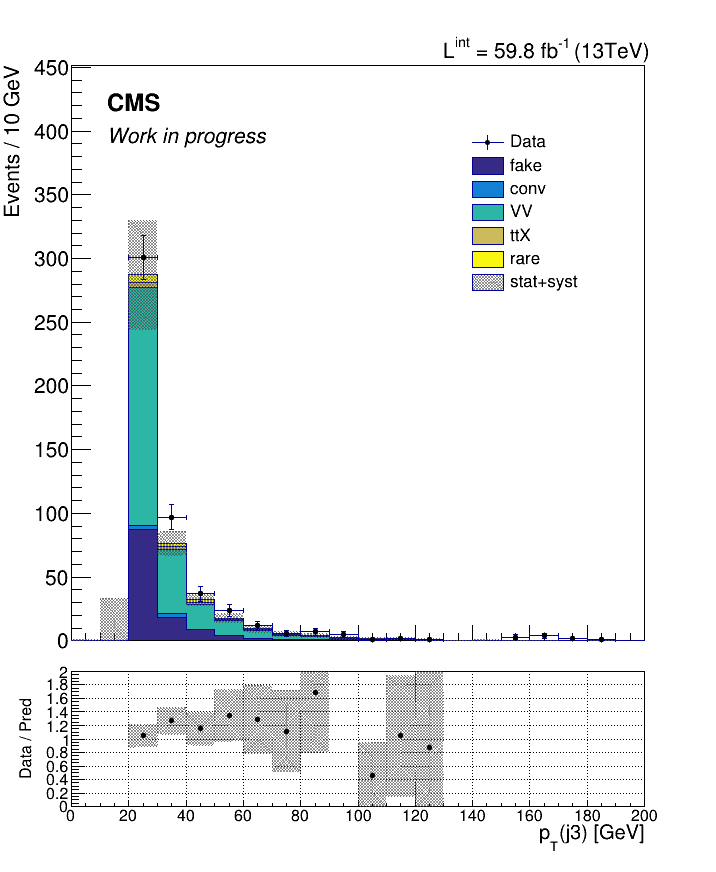 L^int = 59.8 fb^-1 (13TeV)
Events / 10 GeV
450
400
350
300
250
200
150
100
50
0
CMS
Work in progress
Data
fake
conv
VV
ttX
rare
stat+syst
Data / Pred
2
1.8
1.6
1.4
1.2
1
0.8
0.6
0.4
0.2
0
0 20 40 60 80 100 120 140 160 180 200
p_T(j3) [GeV]